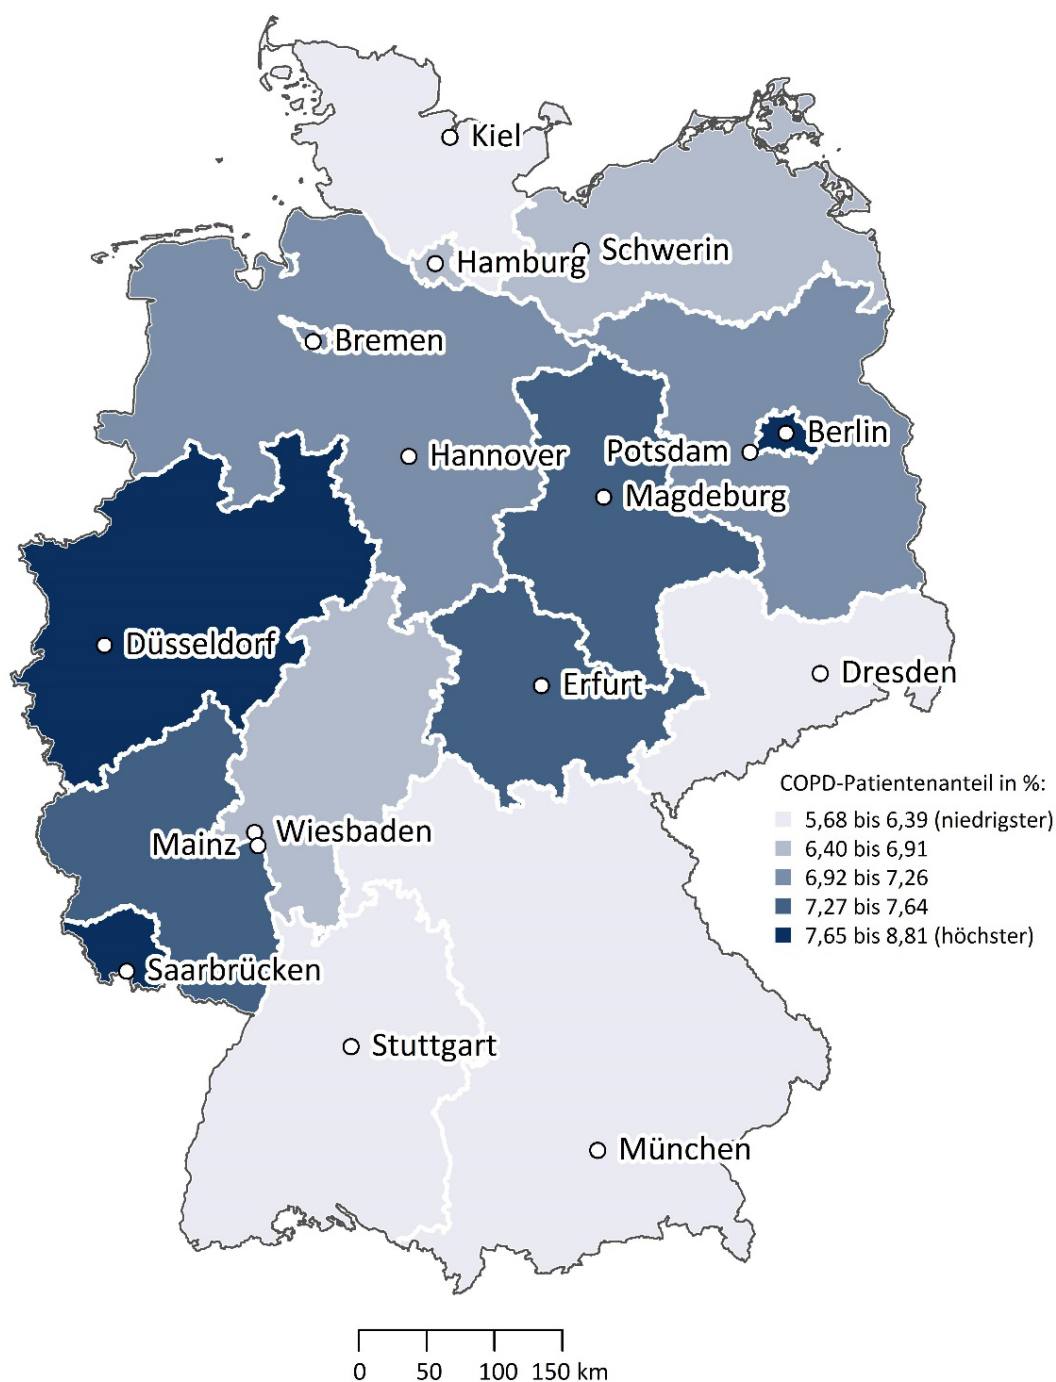 Kiel
Schwerin
Hamburg
Bremen
Berlin
Potsdam
Hannover
Magdeburg
Düsseldorf
Dresden
Erfurt
COPD-Patientenanteil in %:
5,68 bis 6,39 (niedrigster)
6,40 bis 6,91
6,92 bis 7,26
7,27 bis 7,64
7,65 bis 8,81 (höchster)
Wiesbaden
Mainz
Saarbrücken
Stuttgart
München
0 50 100 150 km